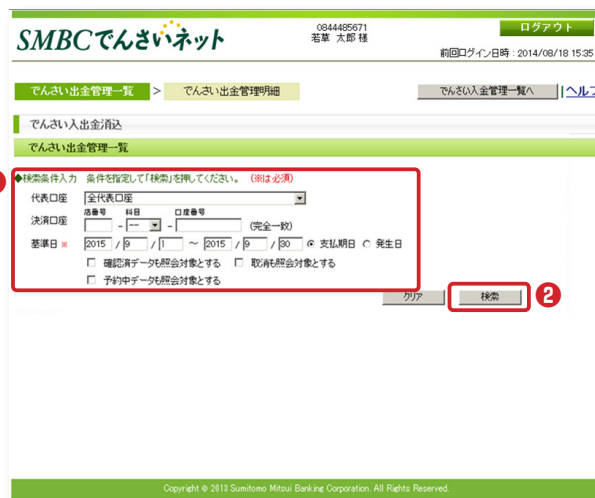 SMBCでんさいネット
0844485671
若草 太郎 様
ログアウト
前回ログイン日時：2014/08/18 15:35
でんさい出金管理一覧 > でんさい出金管理明細
でんさい入金管理一覧へ |ヘルプ
でんさい入出金消込
でんさい出金管理一覧
◆検索条件入力 条件を指定して「検索」を押してください。 (※は必須)
代表口座 全代表口座
店番号 科目 口座番号
決済口座 - -- - (完全一致)
基準日 ※ 2015 / 9 / 1 ～ 2015 / 9 / 30 支払期日 発生日
確認済データも照会対象とする 取消も照会対象とする
予約中データも照会対象とする
クリア 検索 2
Copyright © 2013 Sumitomo Mitsui Banking Corporation. All Rights Reserved.